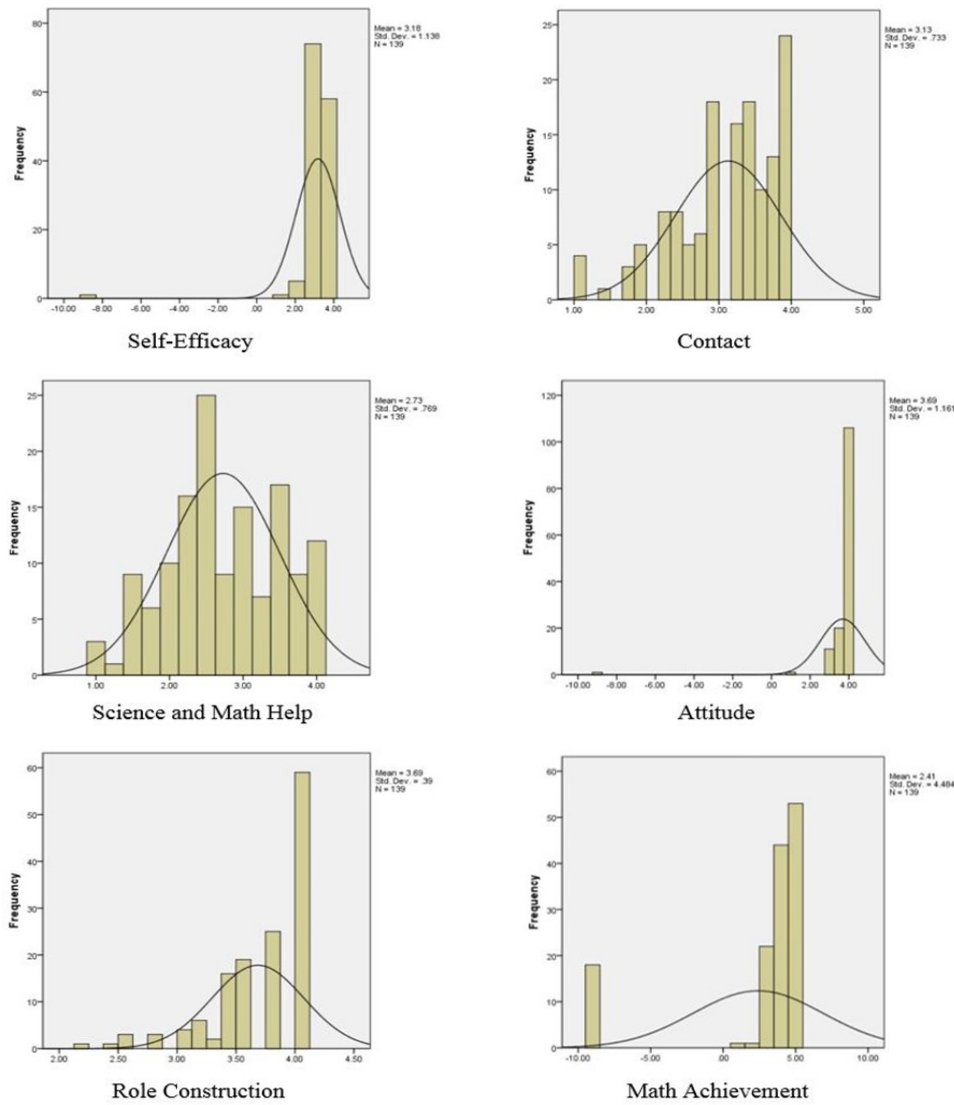 80
60
40
20
0
Frequency
-10.00 -8.00 -6.00 -4.00 -2.00 .00 2.00 4.00
Mean = 3.18
Std. Dev. = 1.138
N = 139
Self-Efficacy
25
20
15
10
5
0
Frequency
1.00 2.00 3.00 4.00 5.00
Mean = 3.13
Std. Dev. = .733
N = 139
Contact
25
20
15
10
5
0
Frequency
1.00 2.00 3.00 4.00
Mean = 2.73
Std. Dev. = .769
N = 139
Science and Math Help
120
100
80
60
40
20
0
Frequency
-10.00 -8.00 -6.00 -4.00 -2.00 .00 2.00 4.00
Mean = 3.69
Std. Dev. = 1.161
N = 139
Attitude
60
50
40
30
20
10
0
Frequency
2.00 2.50 3.00 3.50 4.00 4.50
Mean = 3.69
Std. Dev. = .39
N = 139
Role Construction
60
50
40
30
20
10
0
Frequency
-10.00 -5.00 .00 5.00 10.00
Mean = 2.41
Std. Dev. = 4.484
N = 139
Math Achievement